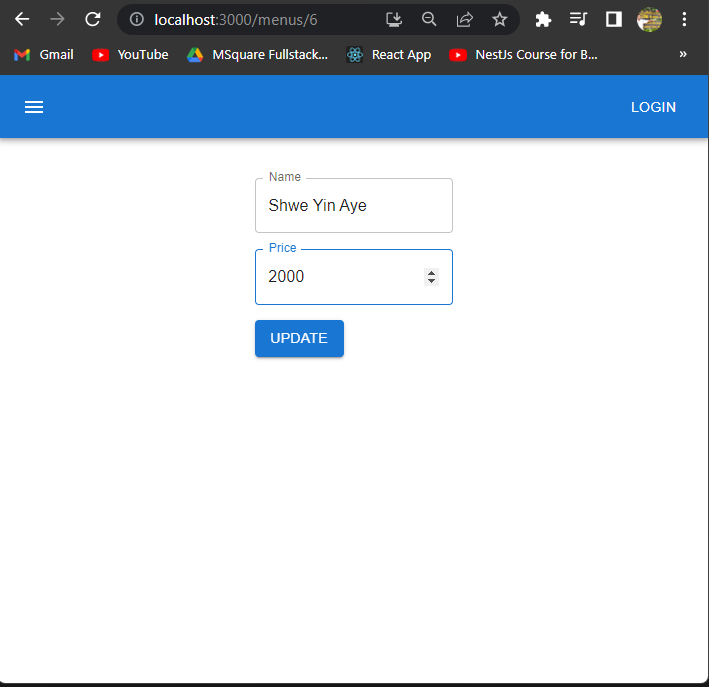 localhost:3000/menus/6
Gmail YouTube MSquare Fullstack... React App NestJs Course for B... »
LOGIN
Name
Shwe Yin Aye
Price
2000
UPDATE